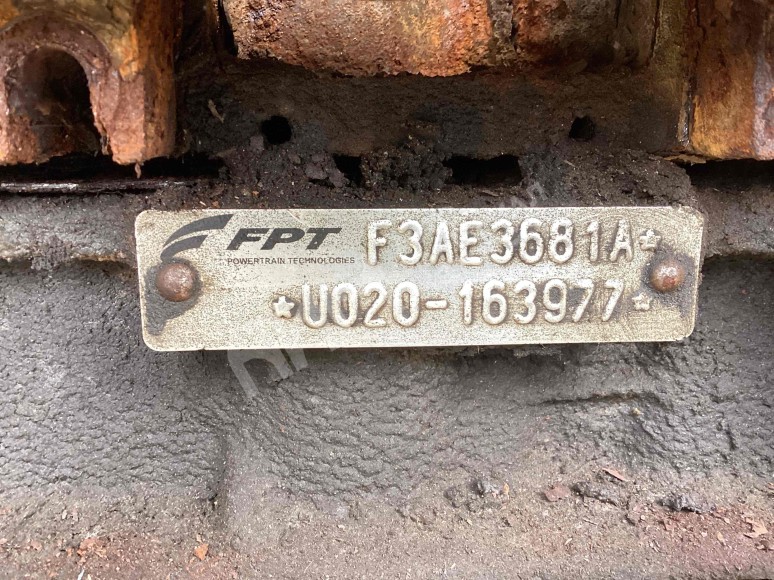 FPT F3AE3681A*
POWERTRAIN TECHNOLOGIES
*U020-163977*